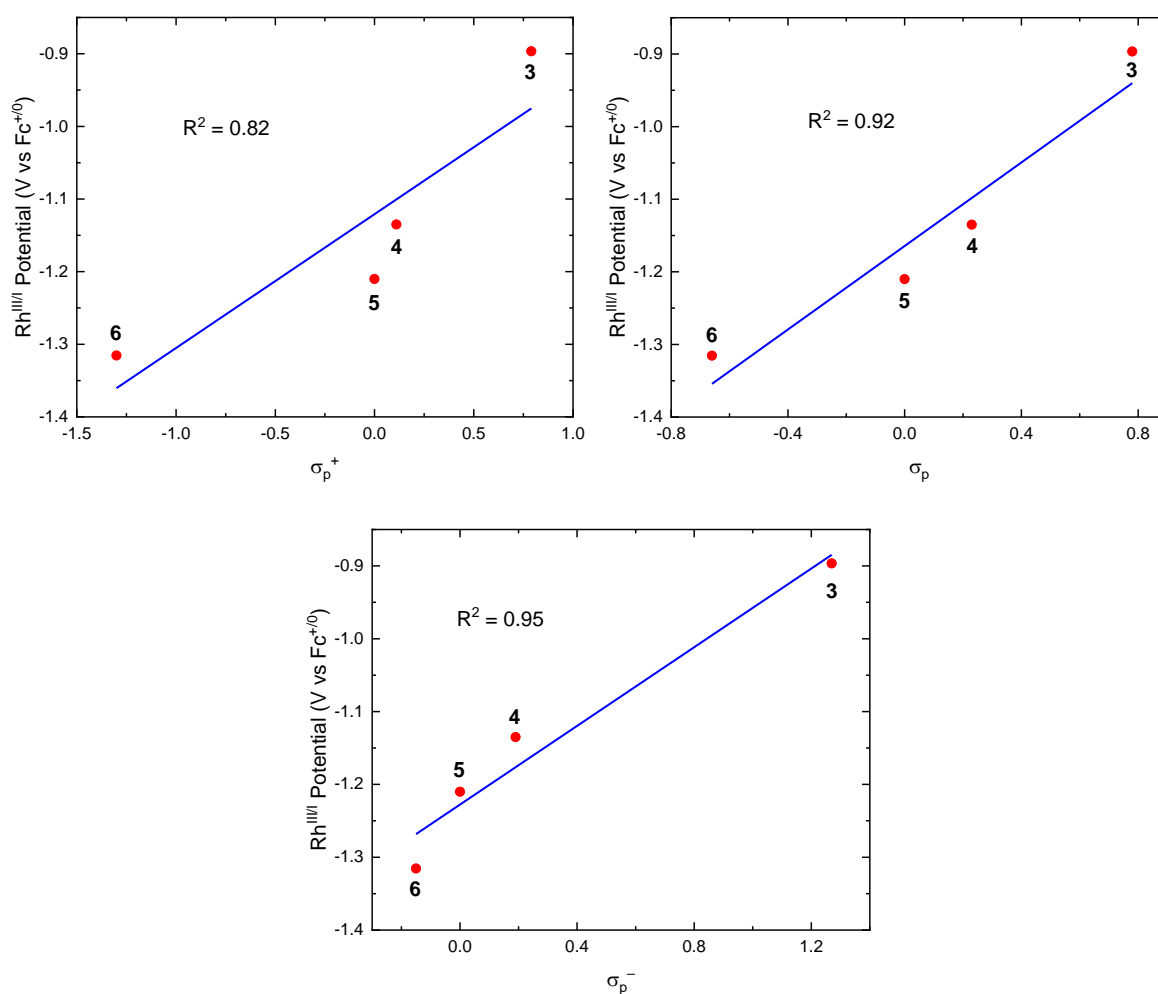 Rh^III/I Potential (V vs Fc^+/0)
-0.9
-1.0
-1.1
-1.2
-1.3
-1.4
R² = 0.82
3
4
5
6
-1.5 -1.0 -0.5 0.0 0.5 1.0
σₚ⁺
Rh^III/I Potential (V vs Fc^+/0)
-0.9
-1.0
-1.1
-1.2
-1.3
-1.4
R² = 0.92
3
4
5
6
-0.8 -0.4 0.0 0.4 0.8
σₚ
Rh^III/I Potential (V vs Fc^+/0)
-0.9
-1.0
-1.1
-1.2
-1.3
-1.4
R² = 0.95
3
4
5
6
0.0 0.4 0.8 1.2
σₚ⁻